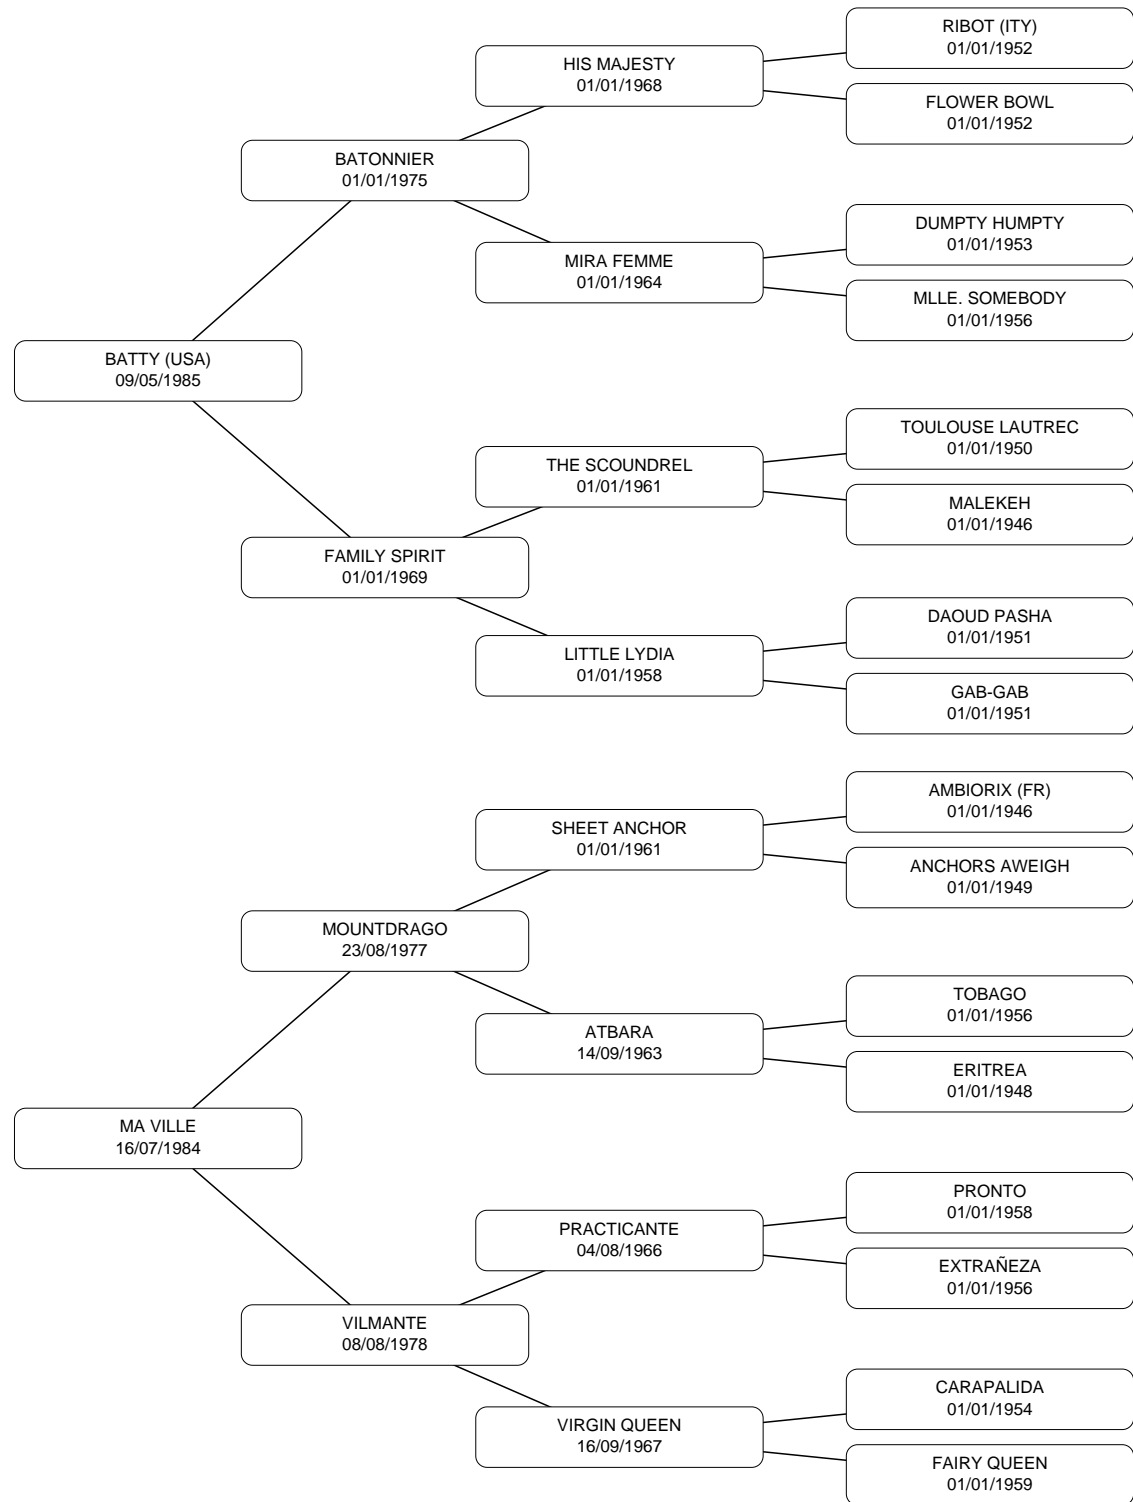 RIBOT (ITY)
01/01/1952
HIS MAJESTY
01/01/1968
FLOWER BOWL
01/01/1952
BATONNIER
01/01/1975
DUMPTY HUMPTY
01/01/1953
MIRA FEMME
01/01/1964
MLLE. SOMEBODY
01/01/1956
BATTY (USA)
09/05/1985
TOULOUSE LAUTREC
01/01/1950
THE SCOUNDREL
01/01/1961
MALEKEH
01/01/1946
FAMILY SPIRIT
01/01/1969
DAOUD PASHA
01/01/1951
LITTLE LYDIA
01/01/1958
GAB-GAB
01/01/1951
AMBIORIX (FR)
01/01/1946
SHEET ANCHOR
01/01/1961
ANCHORS AWEIGH
01/01/1949
MOUNTDRAGO
23/08/1977
TOBAGO
01/01/1956
ATBARA
14/09/1963
ERITREA
01/01/1948
MA VILLE
16/07/1984
PRONTO
01/01/1958
PRACTICANTE
04/08/1966
EXTRAÑEZA
01/01/1956
VILMANTE
08/08/1978
CARAPALIDA
01/01/1954
VIRGIN QUEEN
16/09/1967
FAIRY QUEEN
01/01/1959